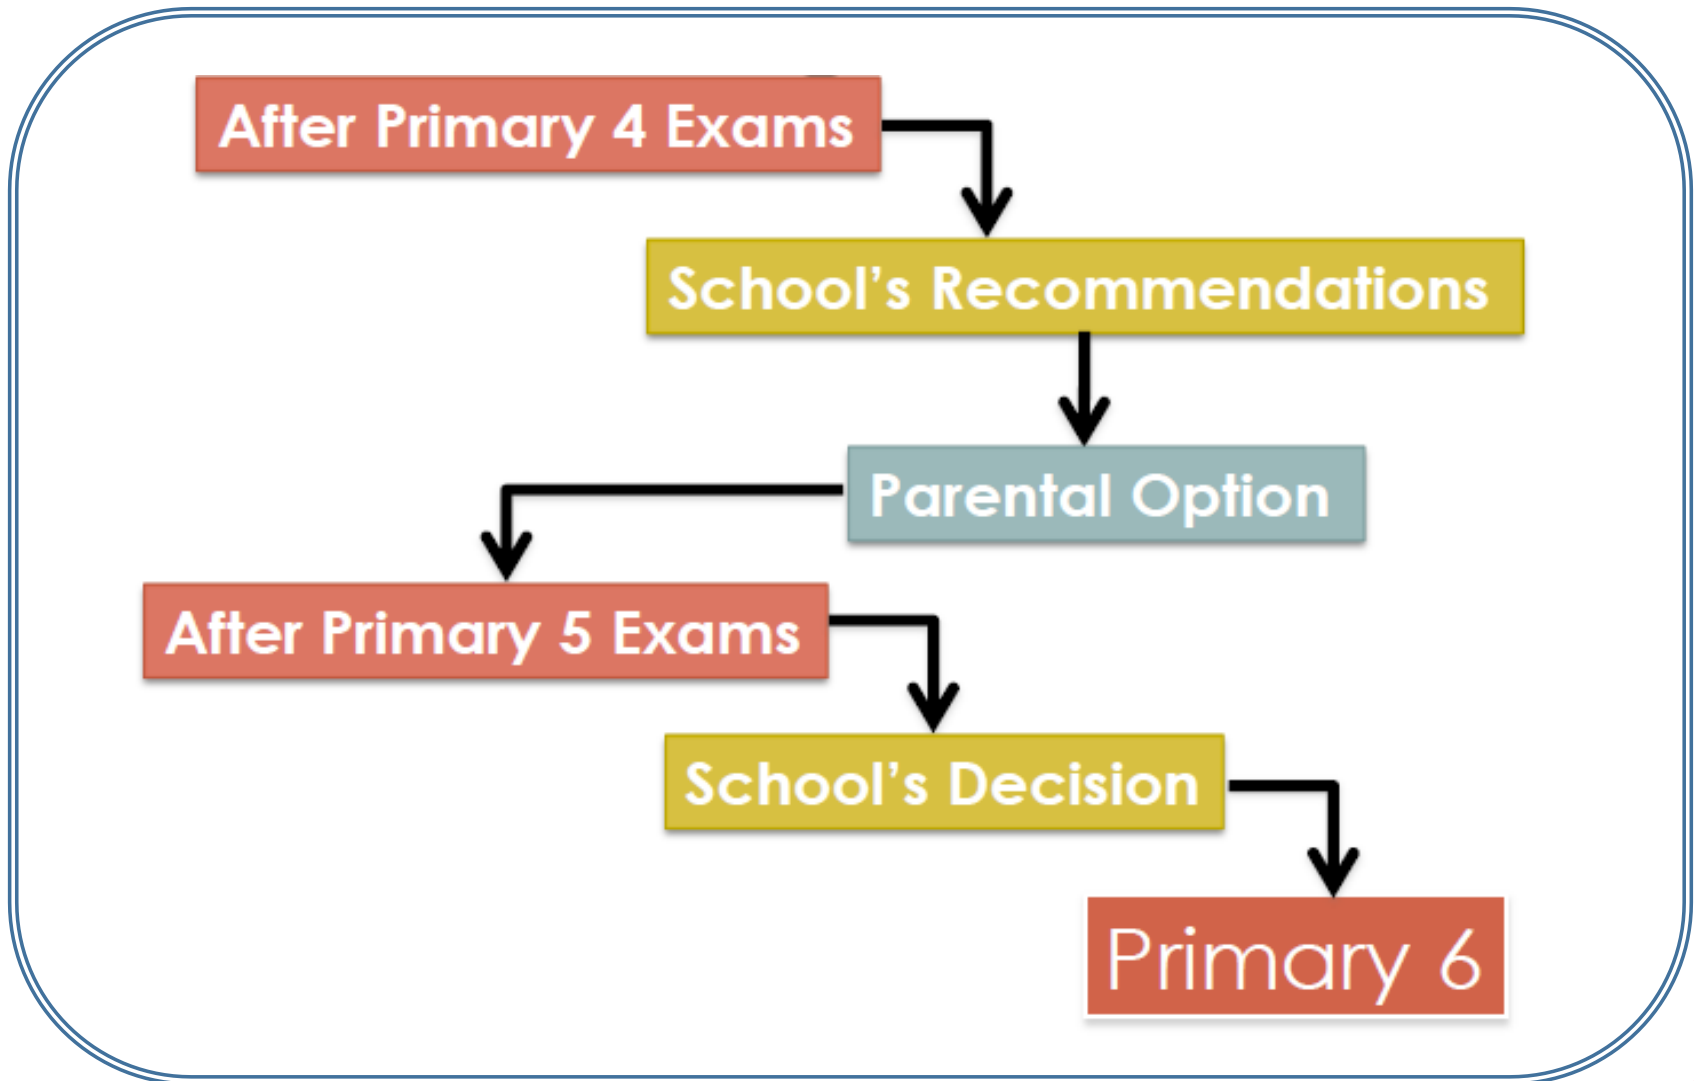 After Primary 4 Exams
School’s Recommendations
Parental Option
After Primary 5 Exams
School’s Decision
Primary 6